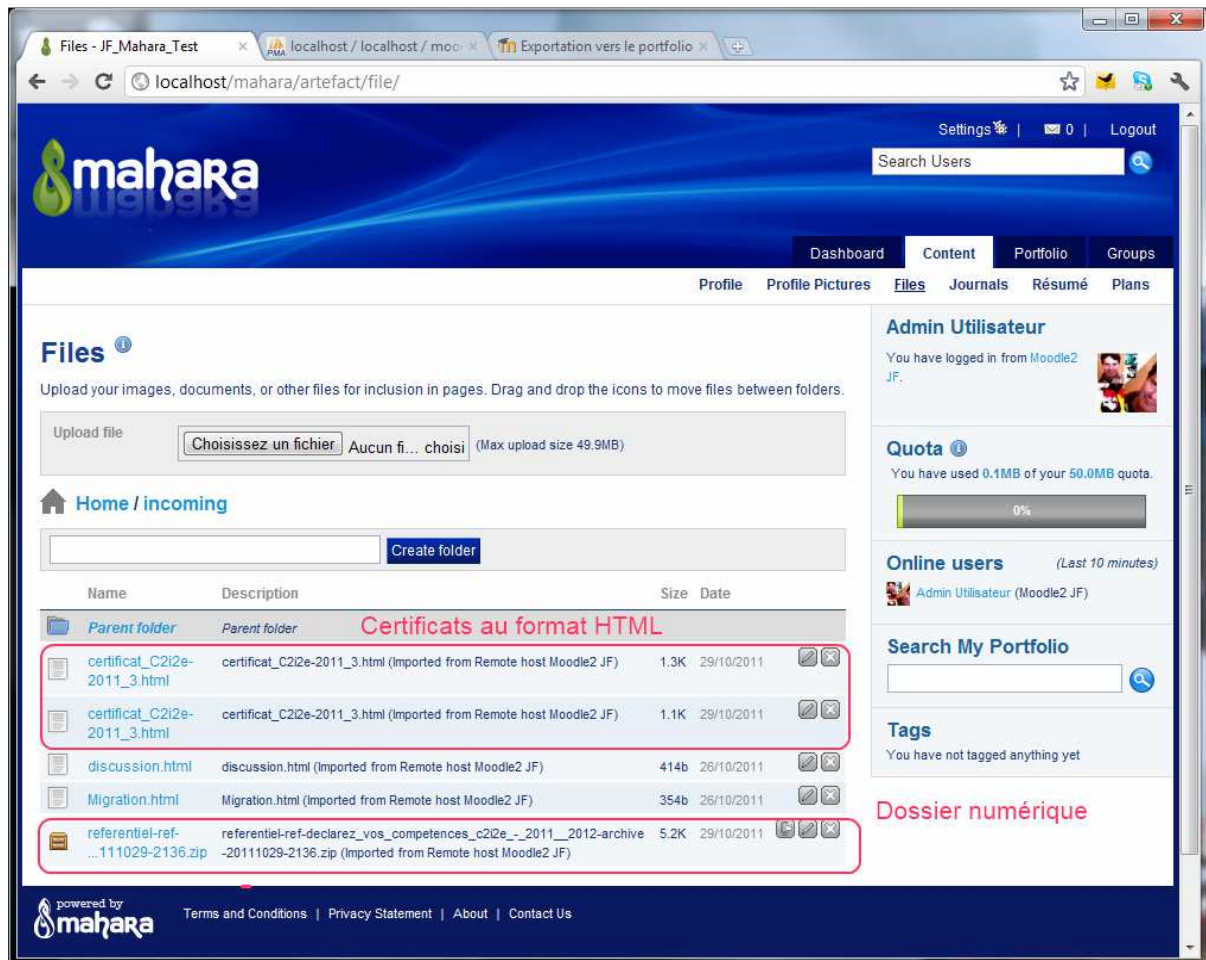 Files - JF_Mahara_Test
localhost / localhost / moo
Exportation vers le portfolio
localhost/mahara/artefact/file/
Settings | 0 | Logout
mahara
Search Users
Dashboard Content Portfolio Groups
Profile Profile Pictures Files Journals Résumé Plans
Files
Upload your images, documents, or other files for inclusion in pages. Drag and drop the icons to move files between folders.
Upload file Choisissez un fichier Aucun fi... choisi (Max upload size 49.9MB)
Home / incoming
Create folder
Name Description Size Date
Parent folder Parent folder Certificats au format HTML
certificat_C2i2e-
2011_3.html
certificat_C2i2e-2011_3.html (Imported from Remote host Moodle2 JF) 1.3K 29/10/2011
certificat_C2i2e-
2011_3.html
certificat_C2i2e-2011_3.html (Imported from Remote host Moodle2 JF) 1.1K 29/10/2011
discussion.html discussion.html (Imported from Remote host Moodle2 JF) 414b 26/10/2011
Migration.html Migration.html (Imported from Remote host Moodle2 JF) 354b 26/10/2011
referentiel-ref-
...111029-2136.zip
referentiel-ref-declarez_vos_competences_c2i2e_-_2011__2012-archive
-20111029-2136.zip (Imported from Remote host Moodle2 JF)
5.2K 29/10/2011
Admin Utilisateur
You have logged in from Moodle2
JF.
Quota
You have used 0.1MB of your 50.0MB quota.
0%
Online users (Last 10 minutes)
Admin Utilisateur (Moodle2 JF)
Search My Portfolio
Tags
You have not tagged anything yet
Dossier numérique
powered by
mahara
Terms and Conditions | Privacy Statement | About | Contact Us